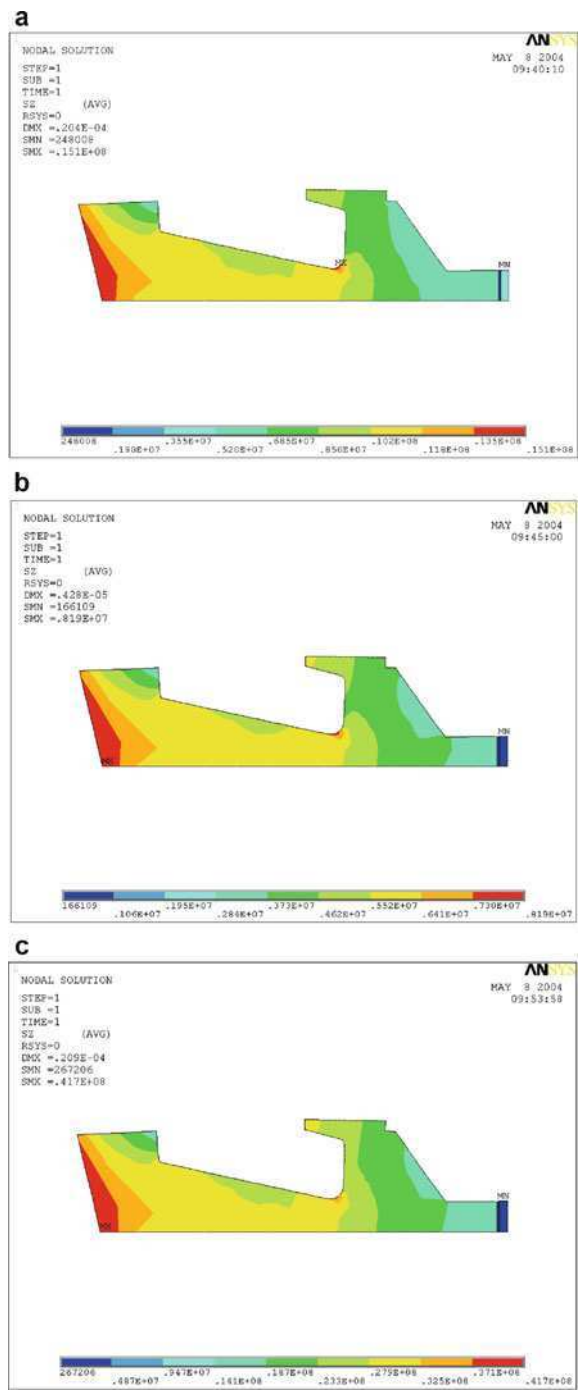 a
ANSYS
NODAL SOLUTION
MAY 8 2004
09:40:10
STEP=1
SUB =1
TIME=1
SZ (AVG)
RSYS=0
DMX =.204E-04
SMN =248008
SMX =.151E+08
MX
MN
248008 .355E+07 .685E+07 .102E+08 .135E+08
.190E+07 .520E+07 .850E+07 .118E+08 .151E+08
b
ANSYS
NODAL SOLUTION
MAY 8 2004
09:45:00
STEP=1
SUB =1
TIME=1
SZ (AVG)
RSYS=0
DMX =.428E-05
SMN =166109
SMX =.819E+07
MN
MX
166109 .195E+07 .373E+07 .552E+07 .730E+07
.106E+07 .284E+07 .462E+07 .641E+07 .819E+07
c
ANSYS
NODAL SOLUTION
MAY 8 2004
09:53:58
STEP=1
SUB =1
TIME=1
SZ (AVG)
RSYS=0
DMX =.209E-04
SMN =267206
SMX =.417E+08
MN
MX
267206 .947E+07 .187E+08 .279E+08 .371E+08
.487E+07 .141E+08 .233E+08 .325E+08 .417E+08